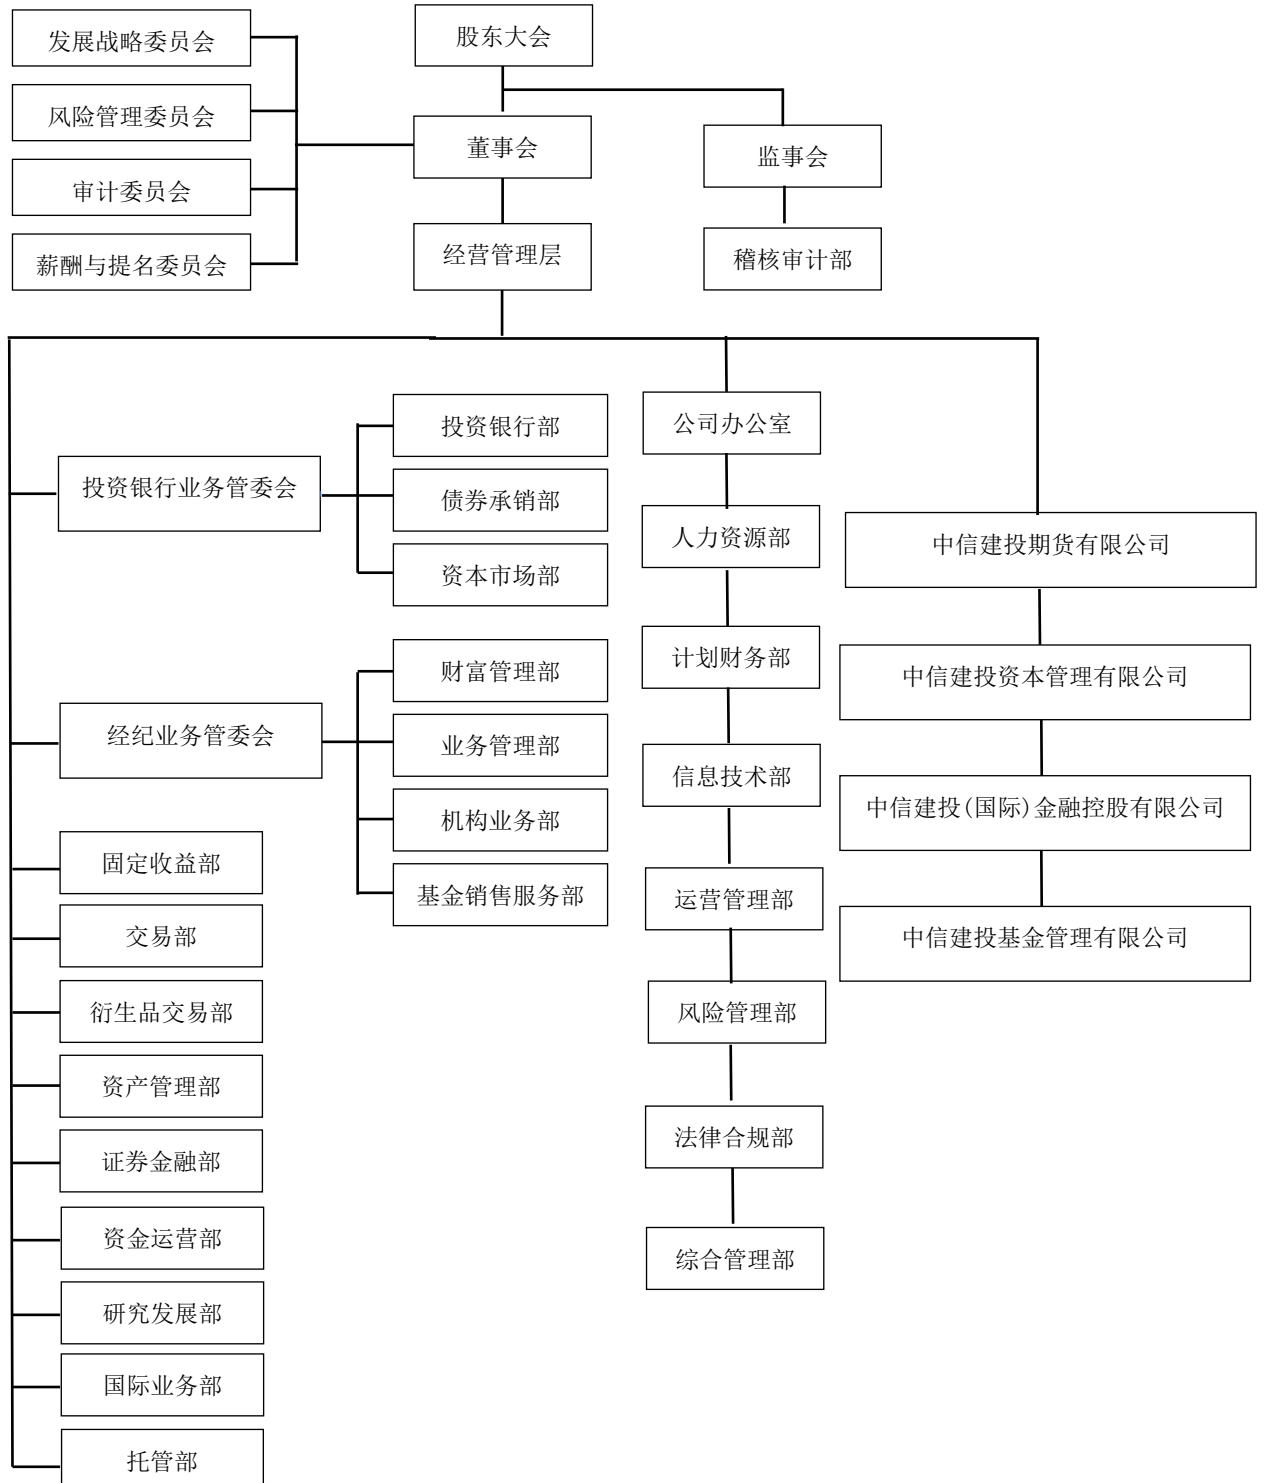 股东大会
发展战略委员会
风险管理委员会
审计委员会
薪酬与提名委员会
董事会
监事会
经营管理层
稽核审计部
投资银行业务管委会
投资银行部
债券承销部
资本市场部
经纪业务管委会
财富管理部
业务管理部
机构业务部
基金销售服务部
固定收益部
交易部
衍生品交易部
资产管理部
证券金融部
资金运营部
研究发展部
国际业务部
托管部
公司办公室
人力资源部
计划财务部
信息技术部
运营管理部
风险管理部
法律合规部
综合管理部
中信建投期货有限公司
中信建投资本管理有限公司
中信建投(国际)金融控股有限公司
中信建投基金管理有限公司